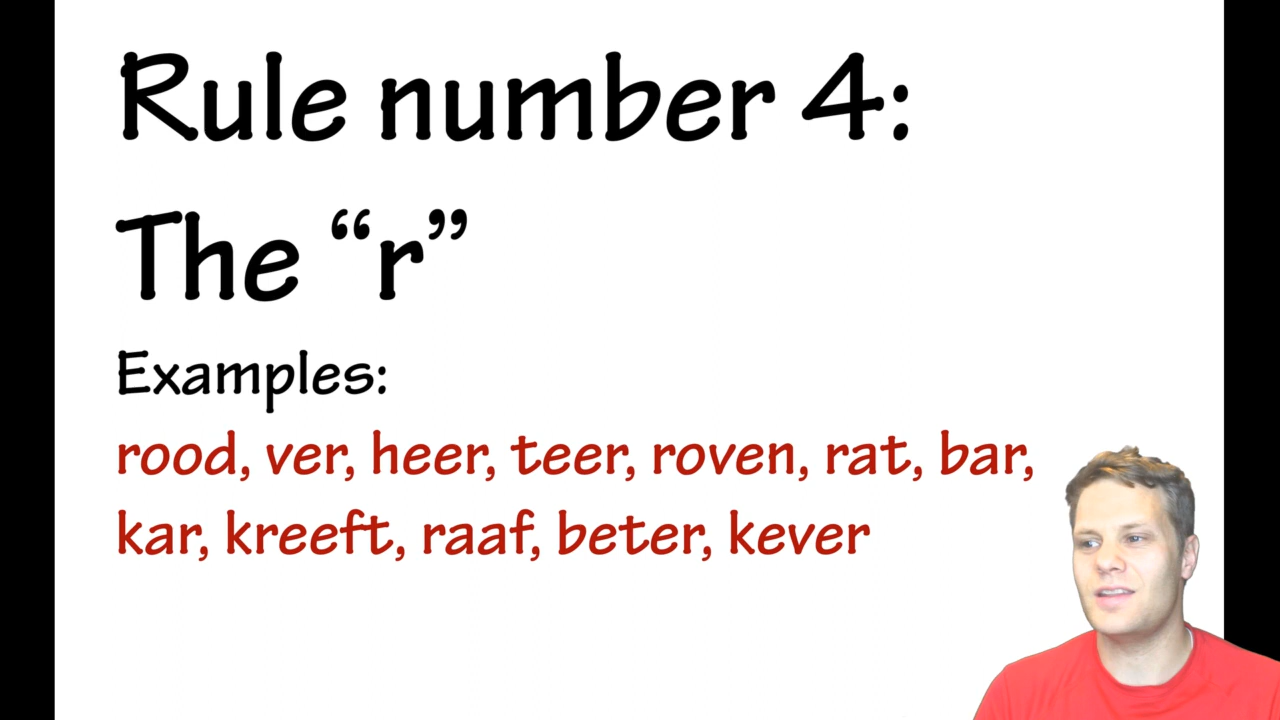 Rule number 4:
The “r”
Examples:
rood, ver, heer, teer, roven, rat, bar,
kar, kreeft, raaf, beter, kever